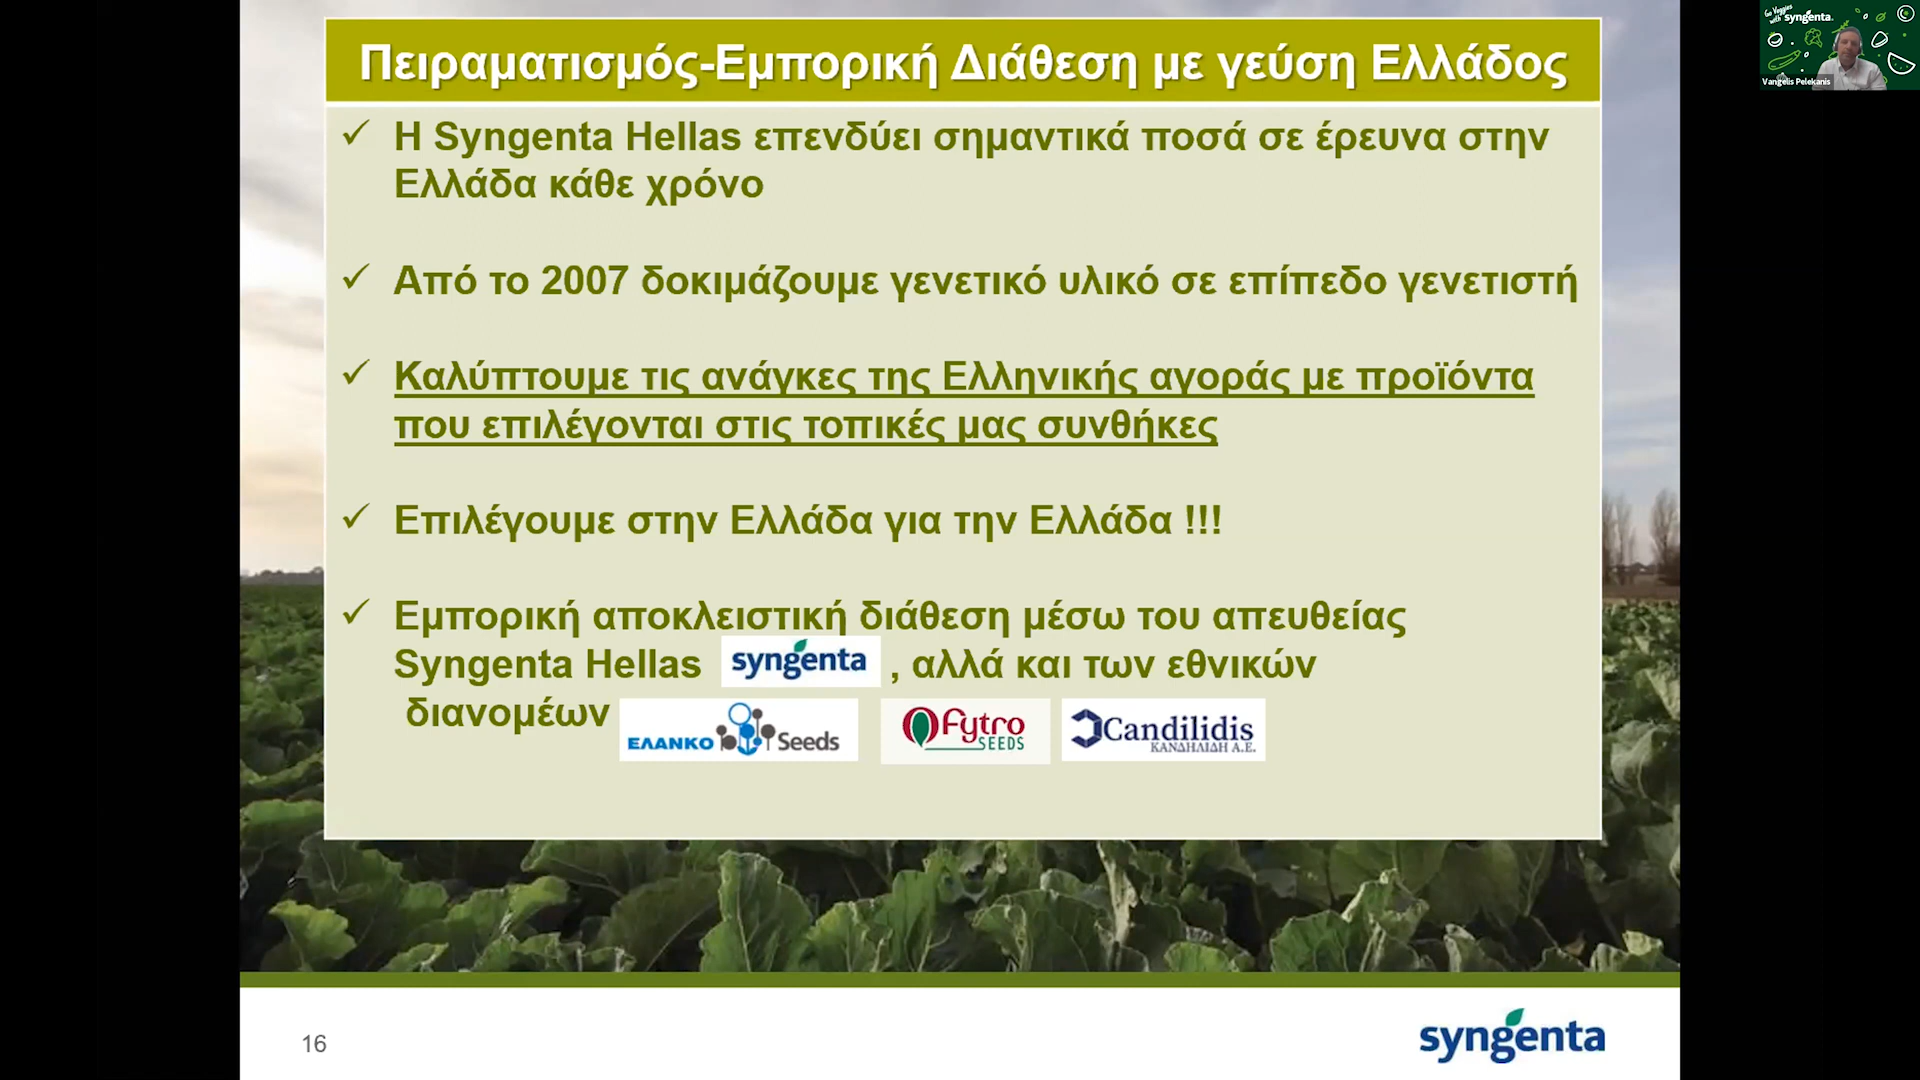 Πειραματισμός-Εμπορική Διάθεση με γεύση Ελλάδος
✓ Η Syngenta Hellas επενδύει σημαντικά ποσά σε έρευνα στην
Ελλάδα κάθε χρόνο
✓ Από το 2007 δοκιμάζουμε γενετικό υλικό σε επίπεδο γενετιστή
✓ Καλύπτουμε τις ανάγκες της Ελληνικής αγοράς με προϊόντα
που επιλέγονται στις τοπικές μας συνθήκες
✓ Επιλέγουμε στην Ελλάδα για την Ελλάδα !!!
✓ Εμπορική αποκλειστική διάθεση μέσω του απευθείας
Syngenta Hellas syngenta , αλλά και των εθνικών
διανομέων ΕΛΑΝΚΟ Seeds Fytro SEEDS Candilidis ΚΑΝΔΗΛΙΔΗ Α.Ε.
16
syngenta
Go Veggies
with syngenta.
Vangelis Pelekanis